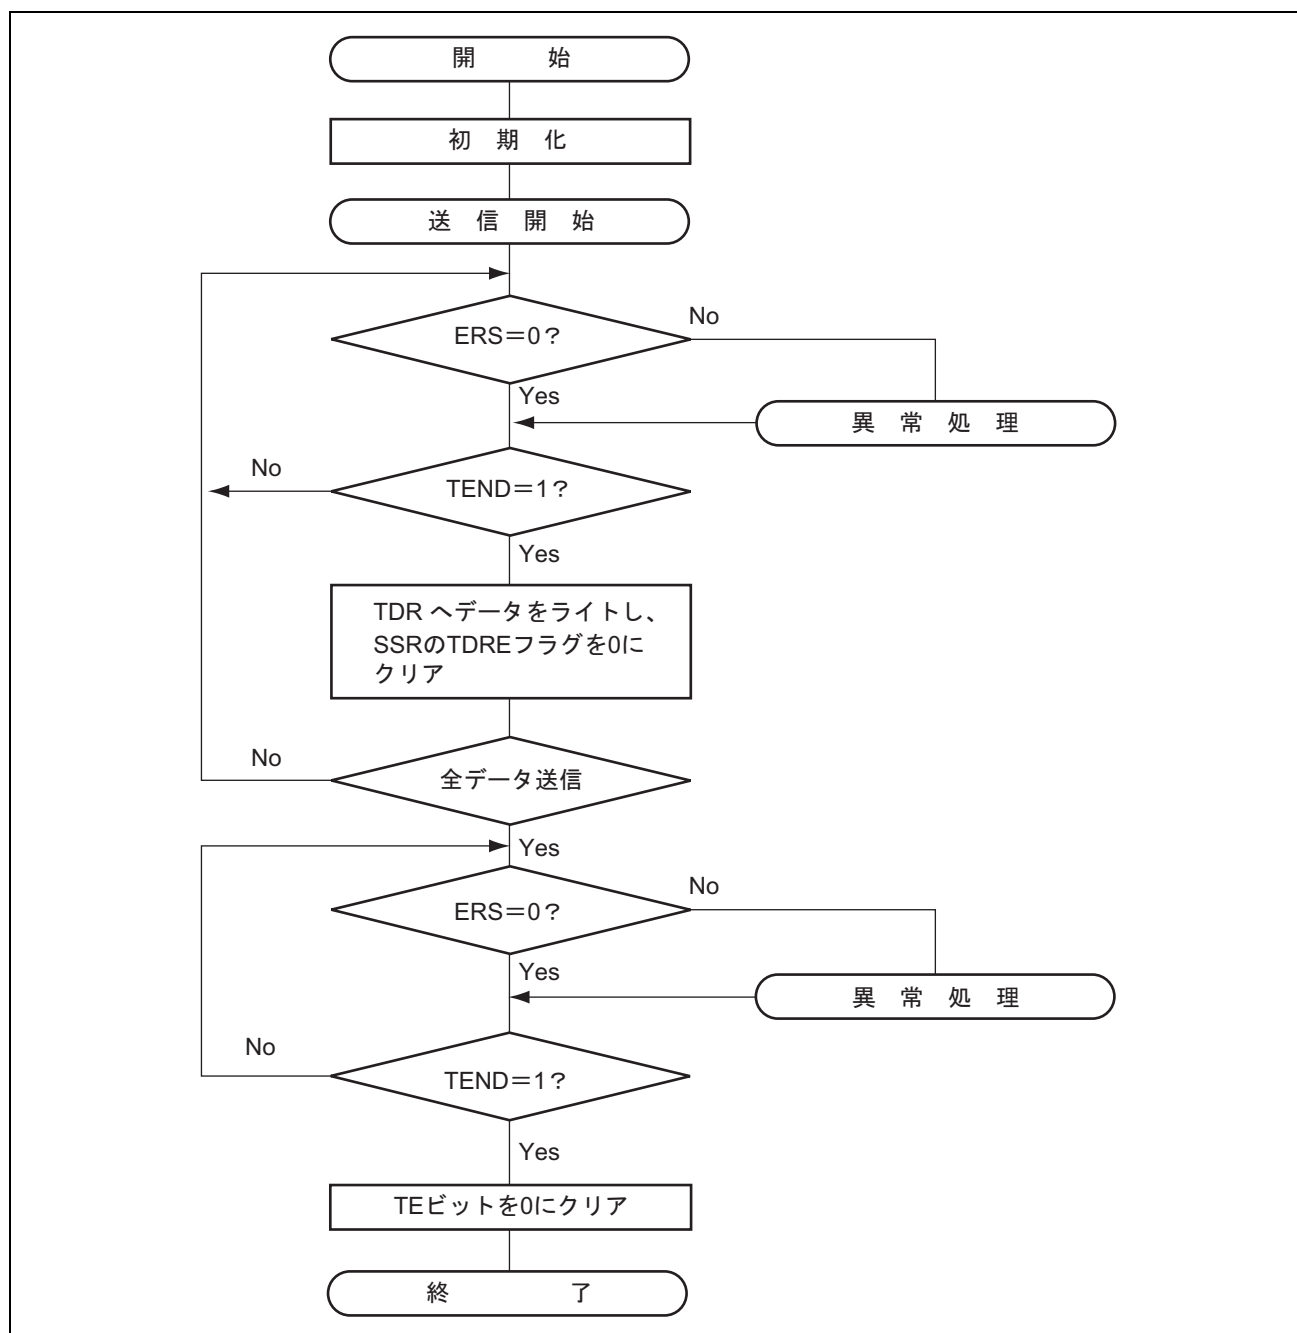 開始
初期化
送信開始
ERS=0?
No
Yes
異常処理
No
TEND=1?
Yes
TDR へデータをライトし、
SSRのTDREフラグを0に
クリア
No
全データ送信
Yes
ERS=0?
No
Yes
異常処理
No
TEND=1?
Yes
TEビットを0にクリア
終了